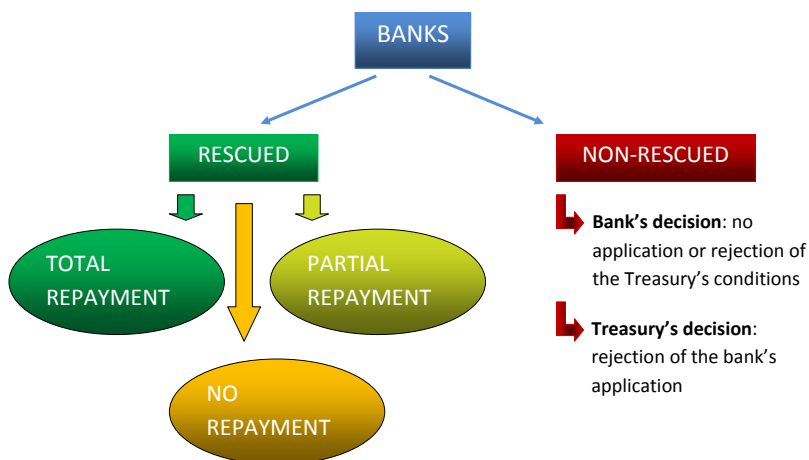 BANKS
RESCUED
NON-RESCUED
TOTAL
REPAYMENT
PARTIAL
REPAYMENT
NO
REPAYMENT
Bank’s decision: no
application or rejection of
the Treasury’s conditions
Treasury’s decision:
rejection of the bank’s
application